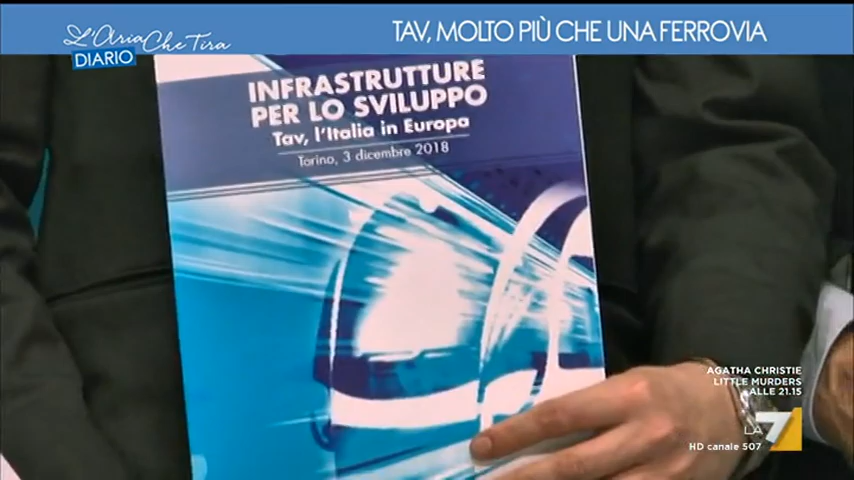 L'Aria Che Tira
DIARIO
TAV, MOLTO PIÙ CHE UNA FERROVIA
INFRASTRUTTURE
PER LO SVILUPPO
Tav, l'Italia in Europa
Torino, 3 dicembre 2018
AGATHA CHRISTIE
LITTLE MURDERS
ALLE 21.15
LA7
HD canale 507